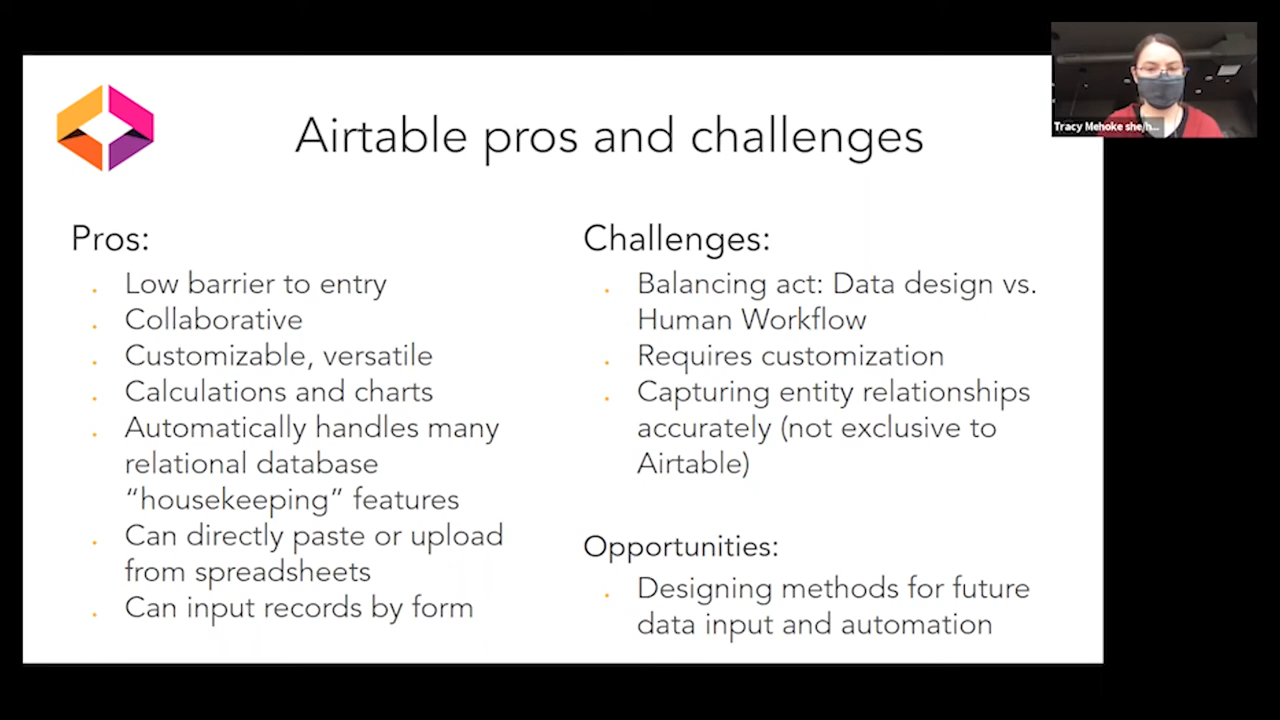 Airtable pros and challenges
Pros:
. Low barrier to entry
. Collaborative
. Customizable, versatile
. Calculations and charts
. Automatically handles many
relational database
“housekeeping” features
. Can directly paste or upload
from spreadsheets
. Can input records by form
Challenges:
. Balancing act: Data design vs.
Human Workflow
. Requires customization
. Capturing entity relationships
accurately (not exclusive to
Airtable)
Opportunities:
. Designing methods for future
data input and automation
Tracy Mehoke she/h...